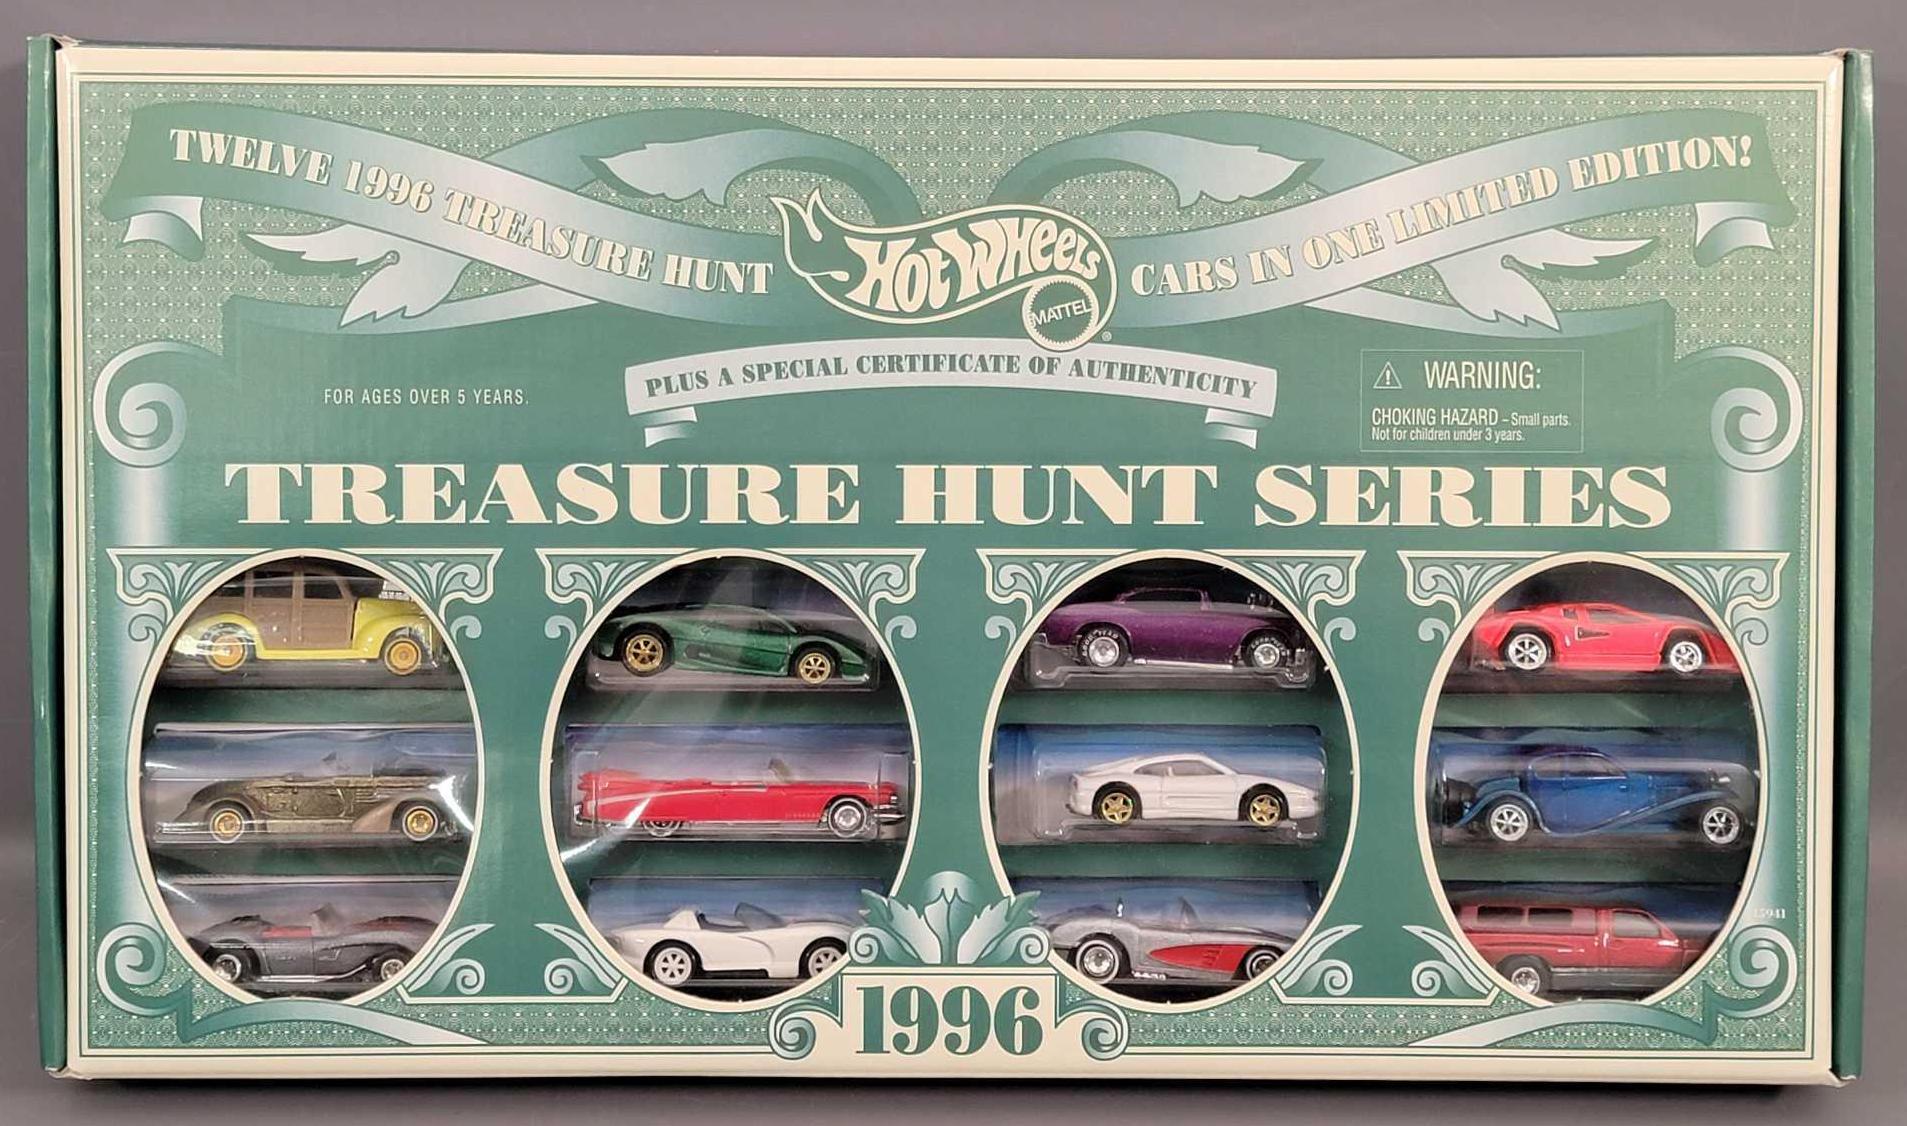 TWELVE 1996 TREASURE HUNT
Hot Wheels
MATTEL
®
CARS IN ONE LIMITED EDITION!
PLUS A SPECIAL CERTIFICATE OF AUTHENTICITY
FOR AGES OVER 5 YEARS.
WARNING:
CHOKING HAZARD – Small parts.
Not for children under 3 years.
TREASURE HUNT SERIES
15941
1996